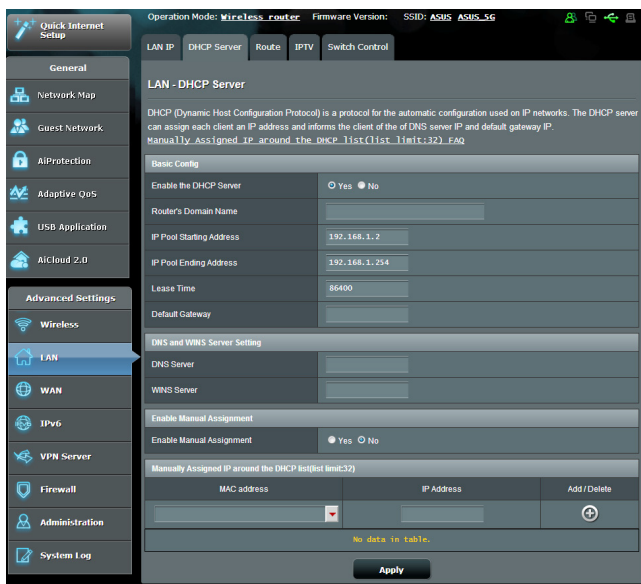 Quick Internet
Setup
Operation Mode: Wireless router Firmware Version: SSID: ASUS ASUS_5G
LAN IP DHCP Server Route IPTV Switch Control
General
Network Map
Guest Network
AiProtection
Adaptive QoS
USB Application
AiCloud 2.0
Advanced Settings
Wireless
LAN
WAN
IPv6
VPN Server
Firewall
Administration
System Log
LAN - DHCP Server
DHCP (Dynamic Host Configuration Protocol) is a protocol for the automatic configuration used on IP networks. The DHCP server
can assign each client an IP address and informs the client of the of DNS server IP and default gateway IP.
Manually Assigned IP around the DHCP list(list limit:32) FAQ
Basic Config
Enable the DHCP Server Yes No
Router's Domain Name
IP Pool Starting Address 192.168.1.2
IP Pool Ending Address 192.168.1.254
Lease Time 86400
Default Gateway
DNS and WINS Server Setting
DNS Server
WINS Server
Enable Manual Assignment
Enable Manual Assignment Yes No
Manually Assigned IP around the DHCP list(list limit:32)
MAC address IP Address Add / Delete
No data in table.
Apply